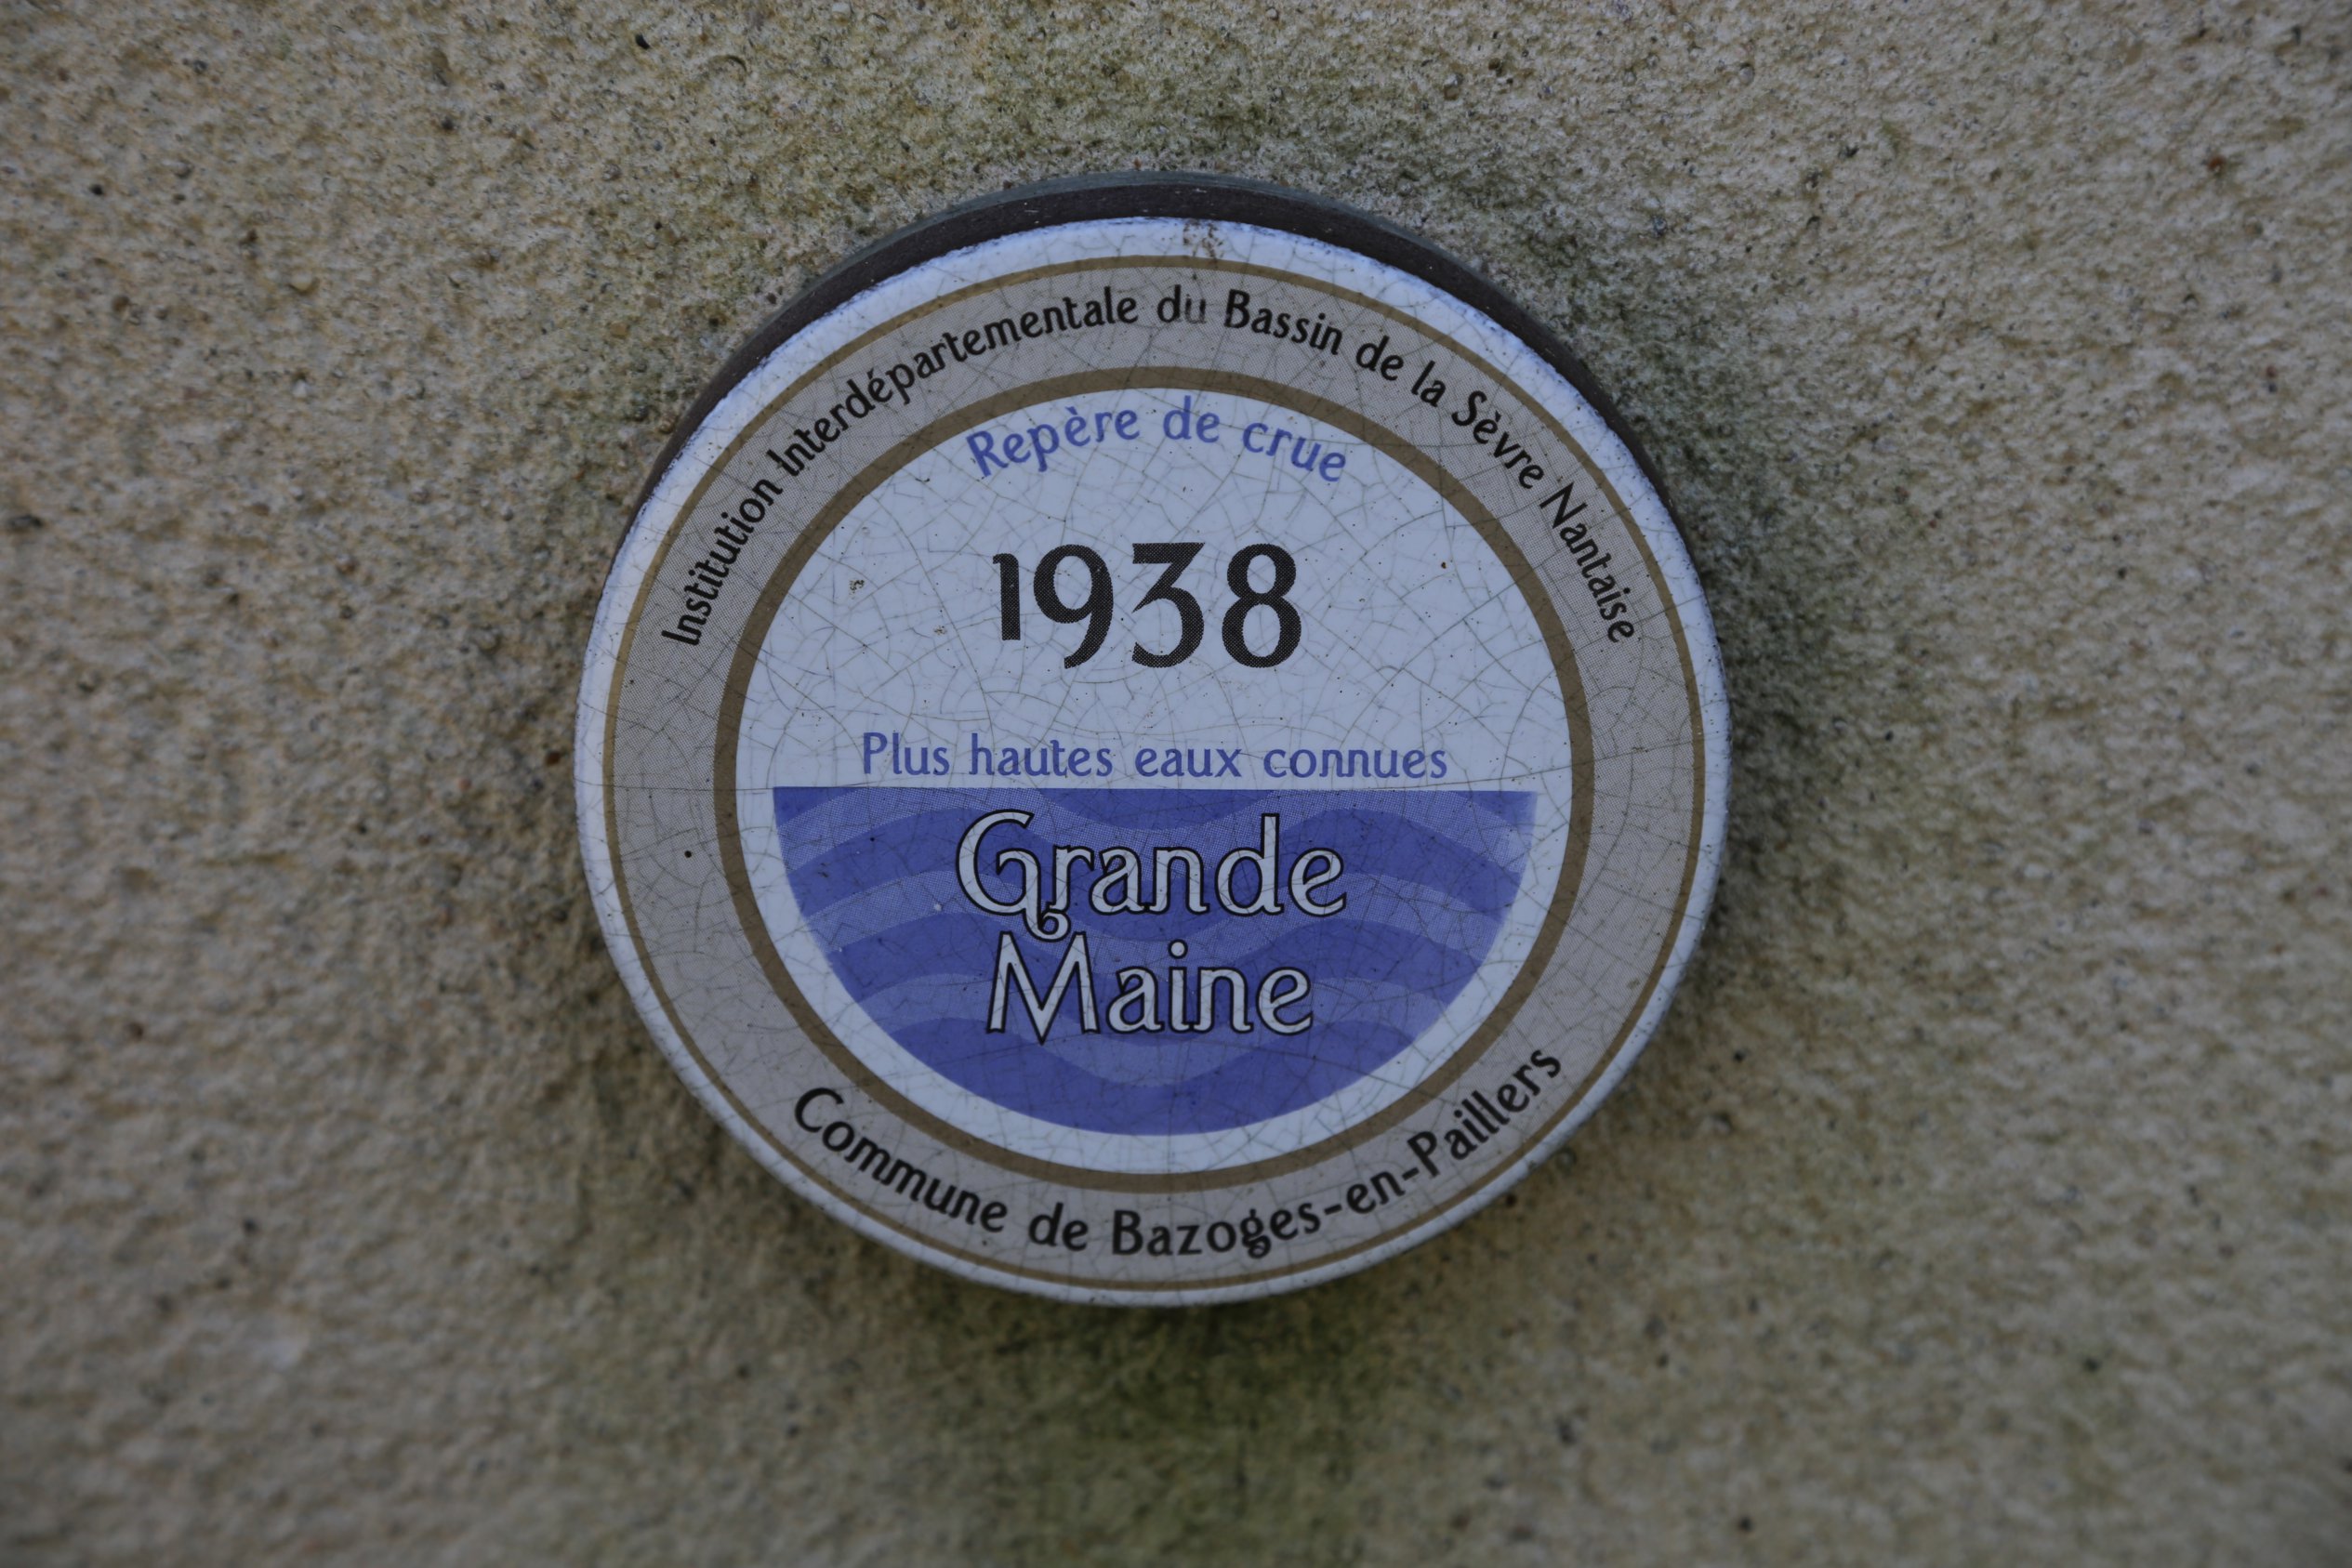 Institution Interdépartementale du Bassin de la Sèvre Nantaise
Repère de crue
1938
Plus hautes eaux connues
Grande
Maine
Commune de Bazoges-en-Paillers